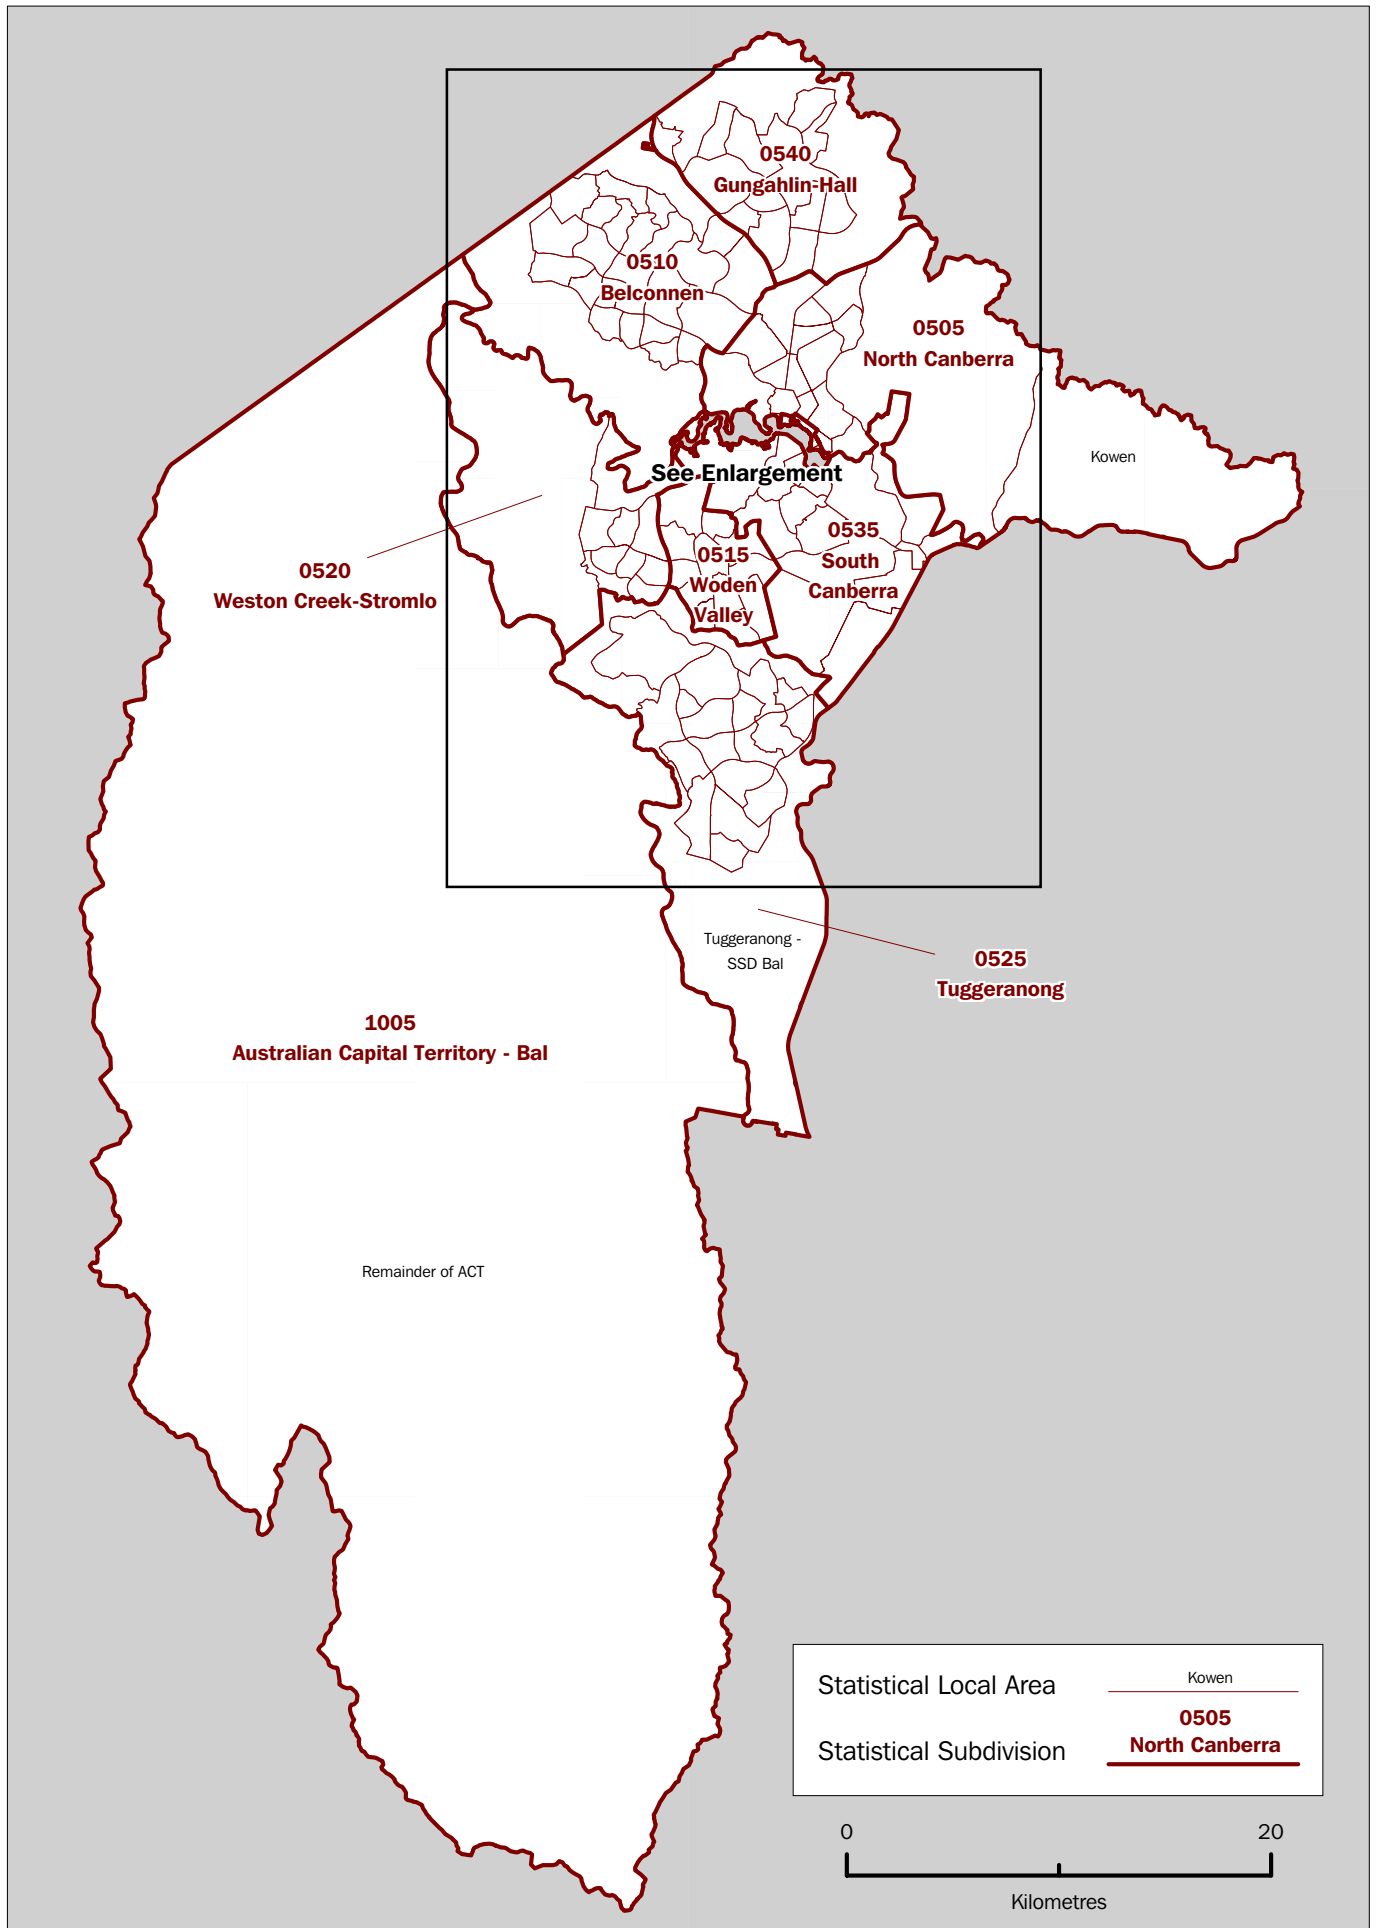 0540
Gungahlin-Hall
0510
Belconnen
0505
North Canberra
Kowen
See Enlargement
0535
South
Canberra
0515
Woden
Valley
0520
Weston Creek-Stromlo
Tuggeranong -
SSD Bal
0525
Tuggeranong
1005
Australian Capital Territory - Bal
Remainder of ACT
Statistical Local Area
Kowen
Statistical Subdivision
0505
North Canberra
0
20
Kilometres